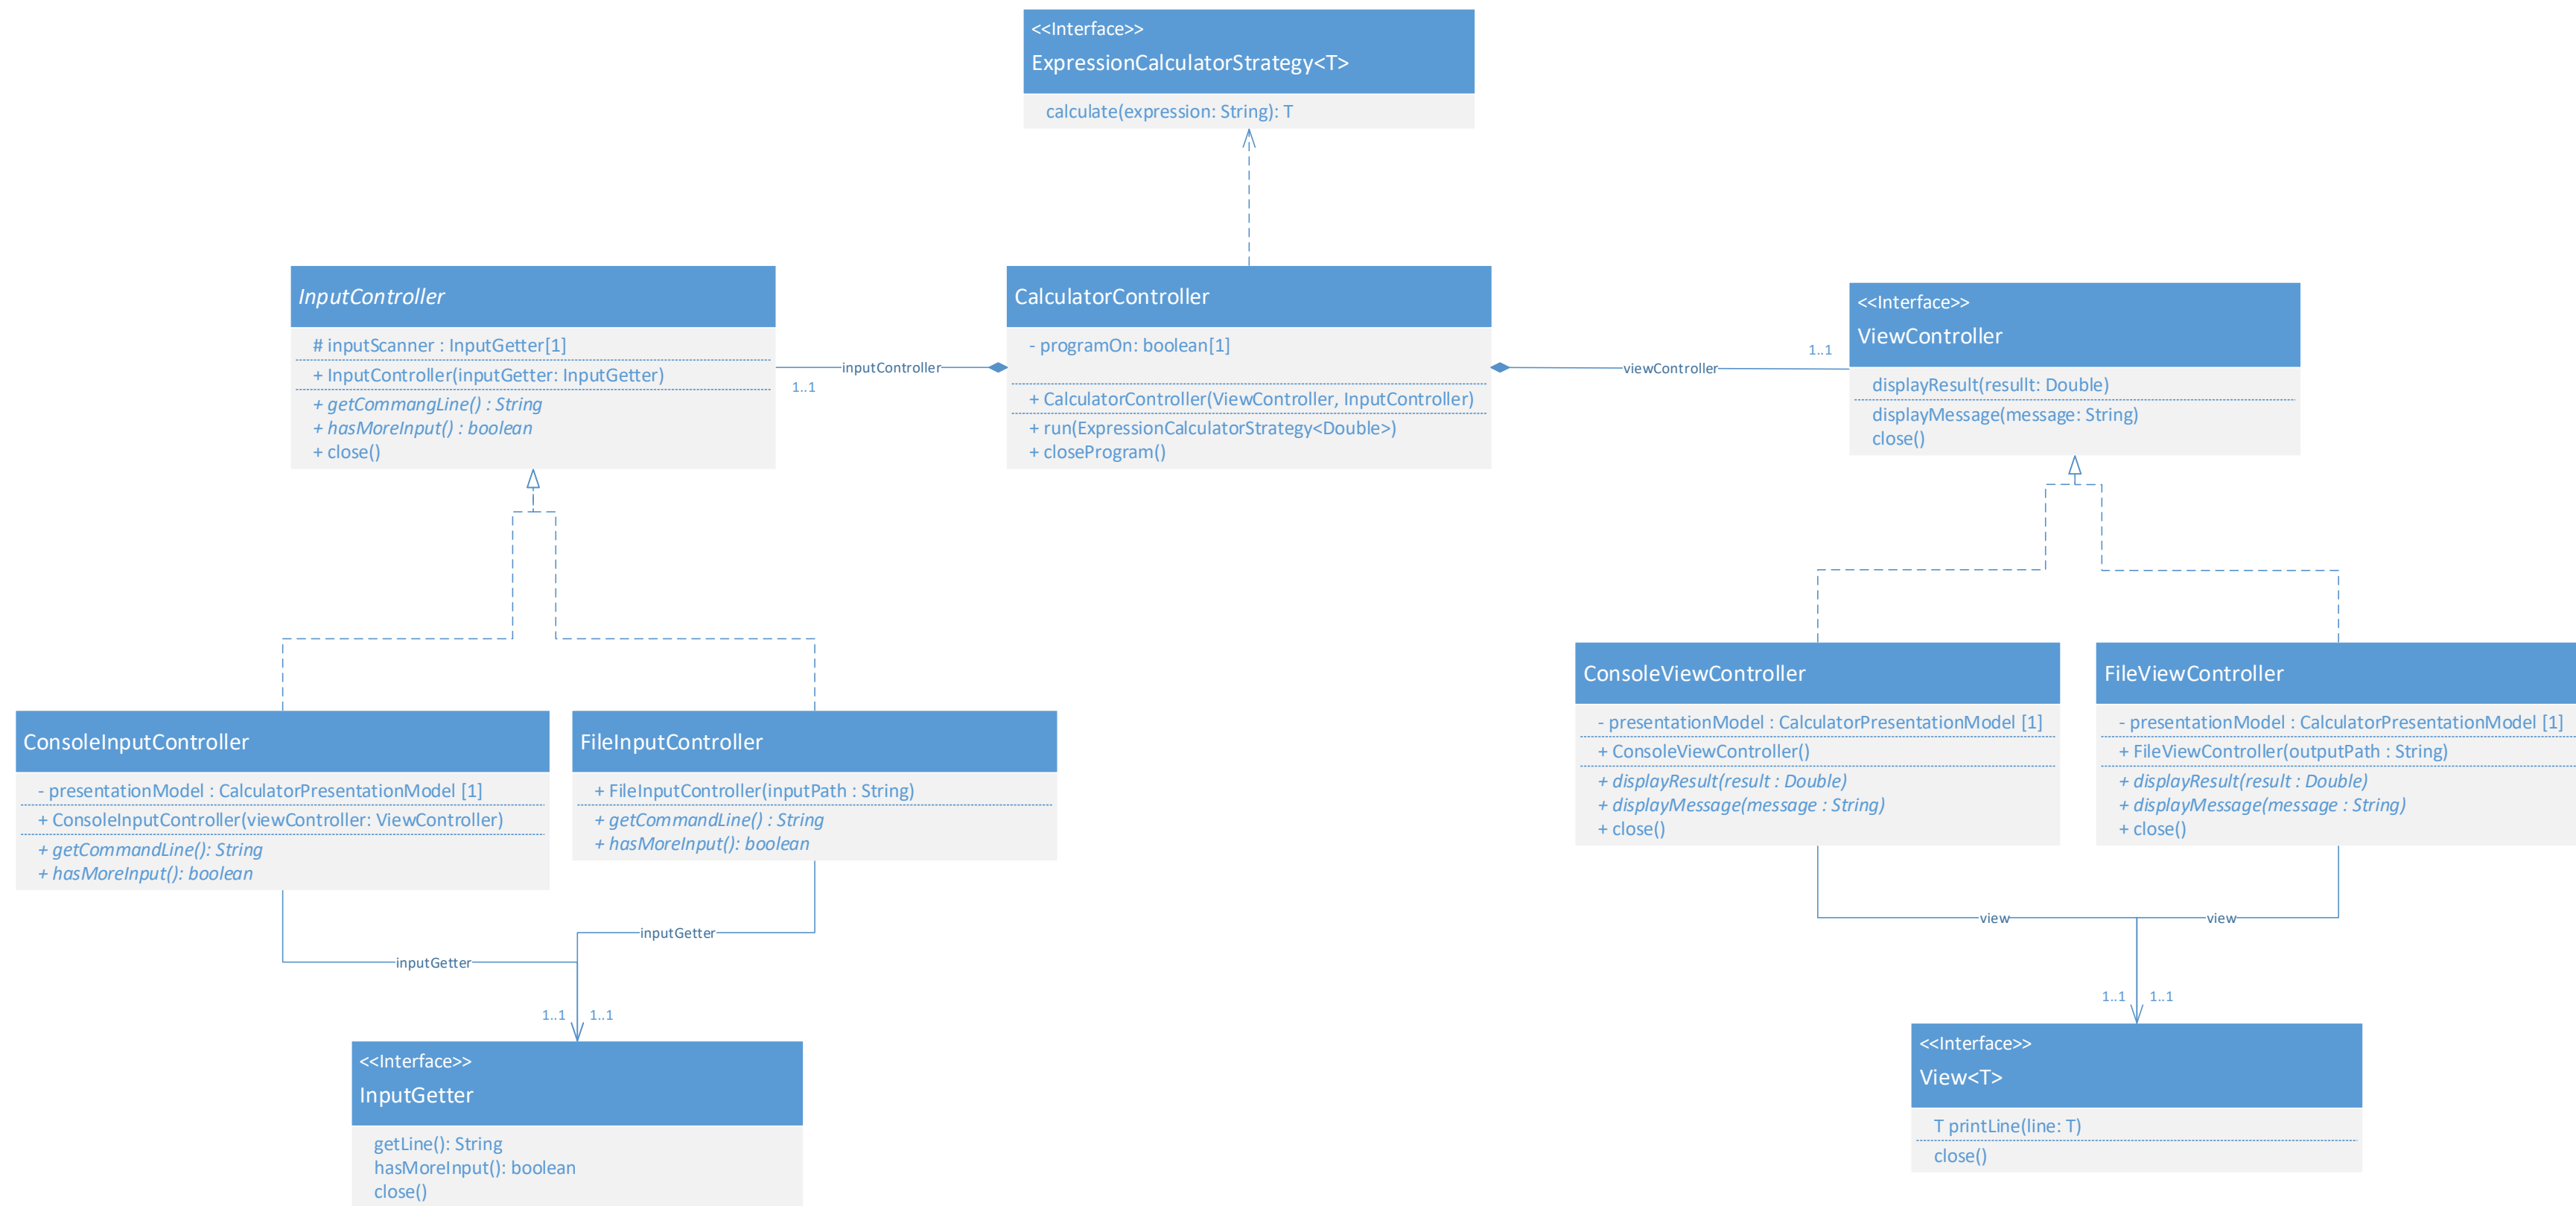 <<Interface>>
ExpressionCalculatorStrategy<T>
calculate(expression: String): T
InputController
# inputScanner : InputGetter[1]
+ InputController(inputGetter: InputGetter)
+ getCommangLine() : String
+ hasMoreInput() : boolean
+ close()
1..1
inputController
CalculatorController
- programOn: boolean[1]
+ CalculatorController(ViewController, InputController)
+ run(ExpressionCalculatorStrategy<Double>)
+ closeProgram()
viewController
1..1
<<Interface>>
ViewController
displayResult(resullt: Double)
displayMessage(message: String)
close()
ConsoleInputController
- presentationModel : CalculatorPresentationModel [1]
+ ConsoleInputController(viewController: ViewController)
+ getCommandLine(): String
+ hasMoreInput(): boolean
FileInputController
+ FileInputController(inputPath : String)
+ getCommandLine() : String
+ hasMoreInput(): boolean
ConsoleViewController
- presentationModel : CalculatorPresentationModel [1]
+ ConsoleViewController()
+ displayResult(result : Double)
+ displayMessage(message : String)
+ close()
FileViewController
- presentationModel : CalculatorPresentationModel [1]
+ FileViewController(outputPath : String)
+ displayResult(result : Double)
+ displayMessage(message : String)
+ close()
inputGetter
inputGetter
1..1
1..1
view
view
1..1
1..1
<<Interface>>
InputGetter
getLine(): String
hasMoreInput(): boolean
close()
<<Interface>>
View<T>
T printLine(line: T)
close()